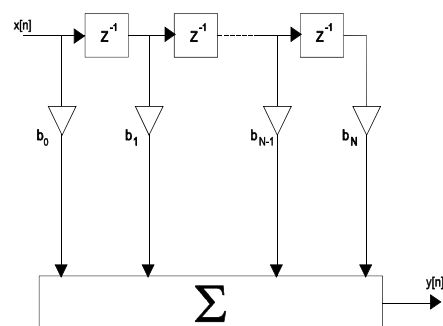 x[n]
z⁻¹ z⁻¹ z⁻¹
b₀ b₁ b_N-1 b_N
Σ
y[n]